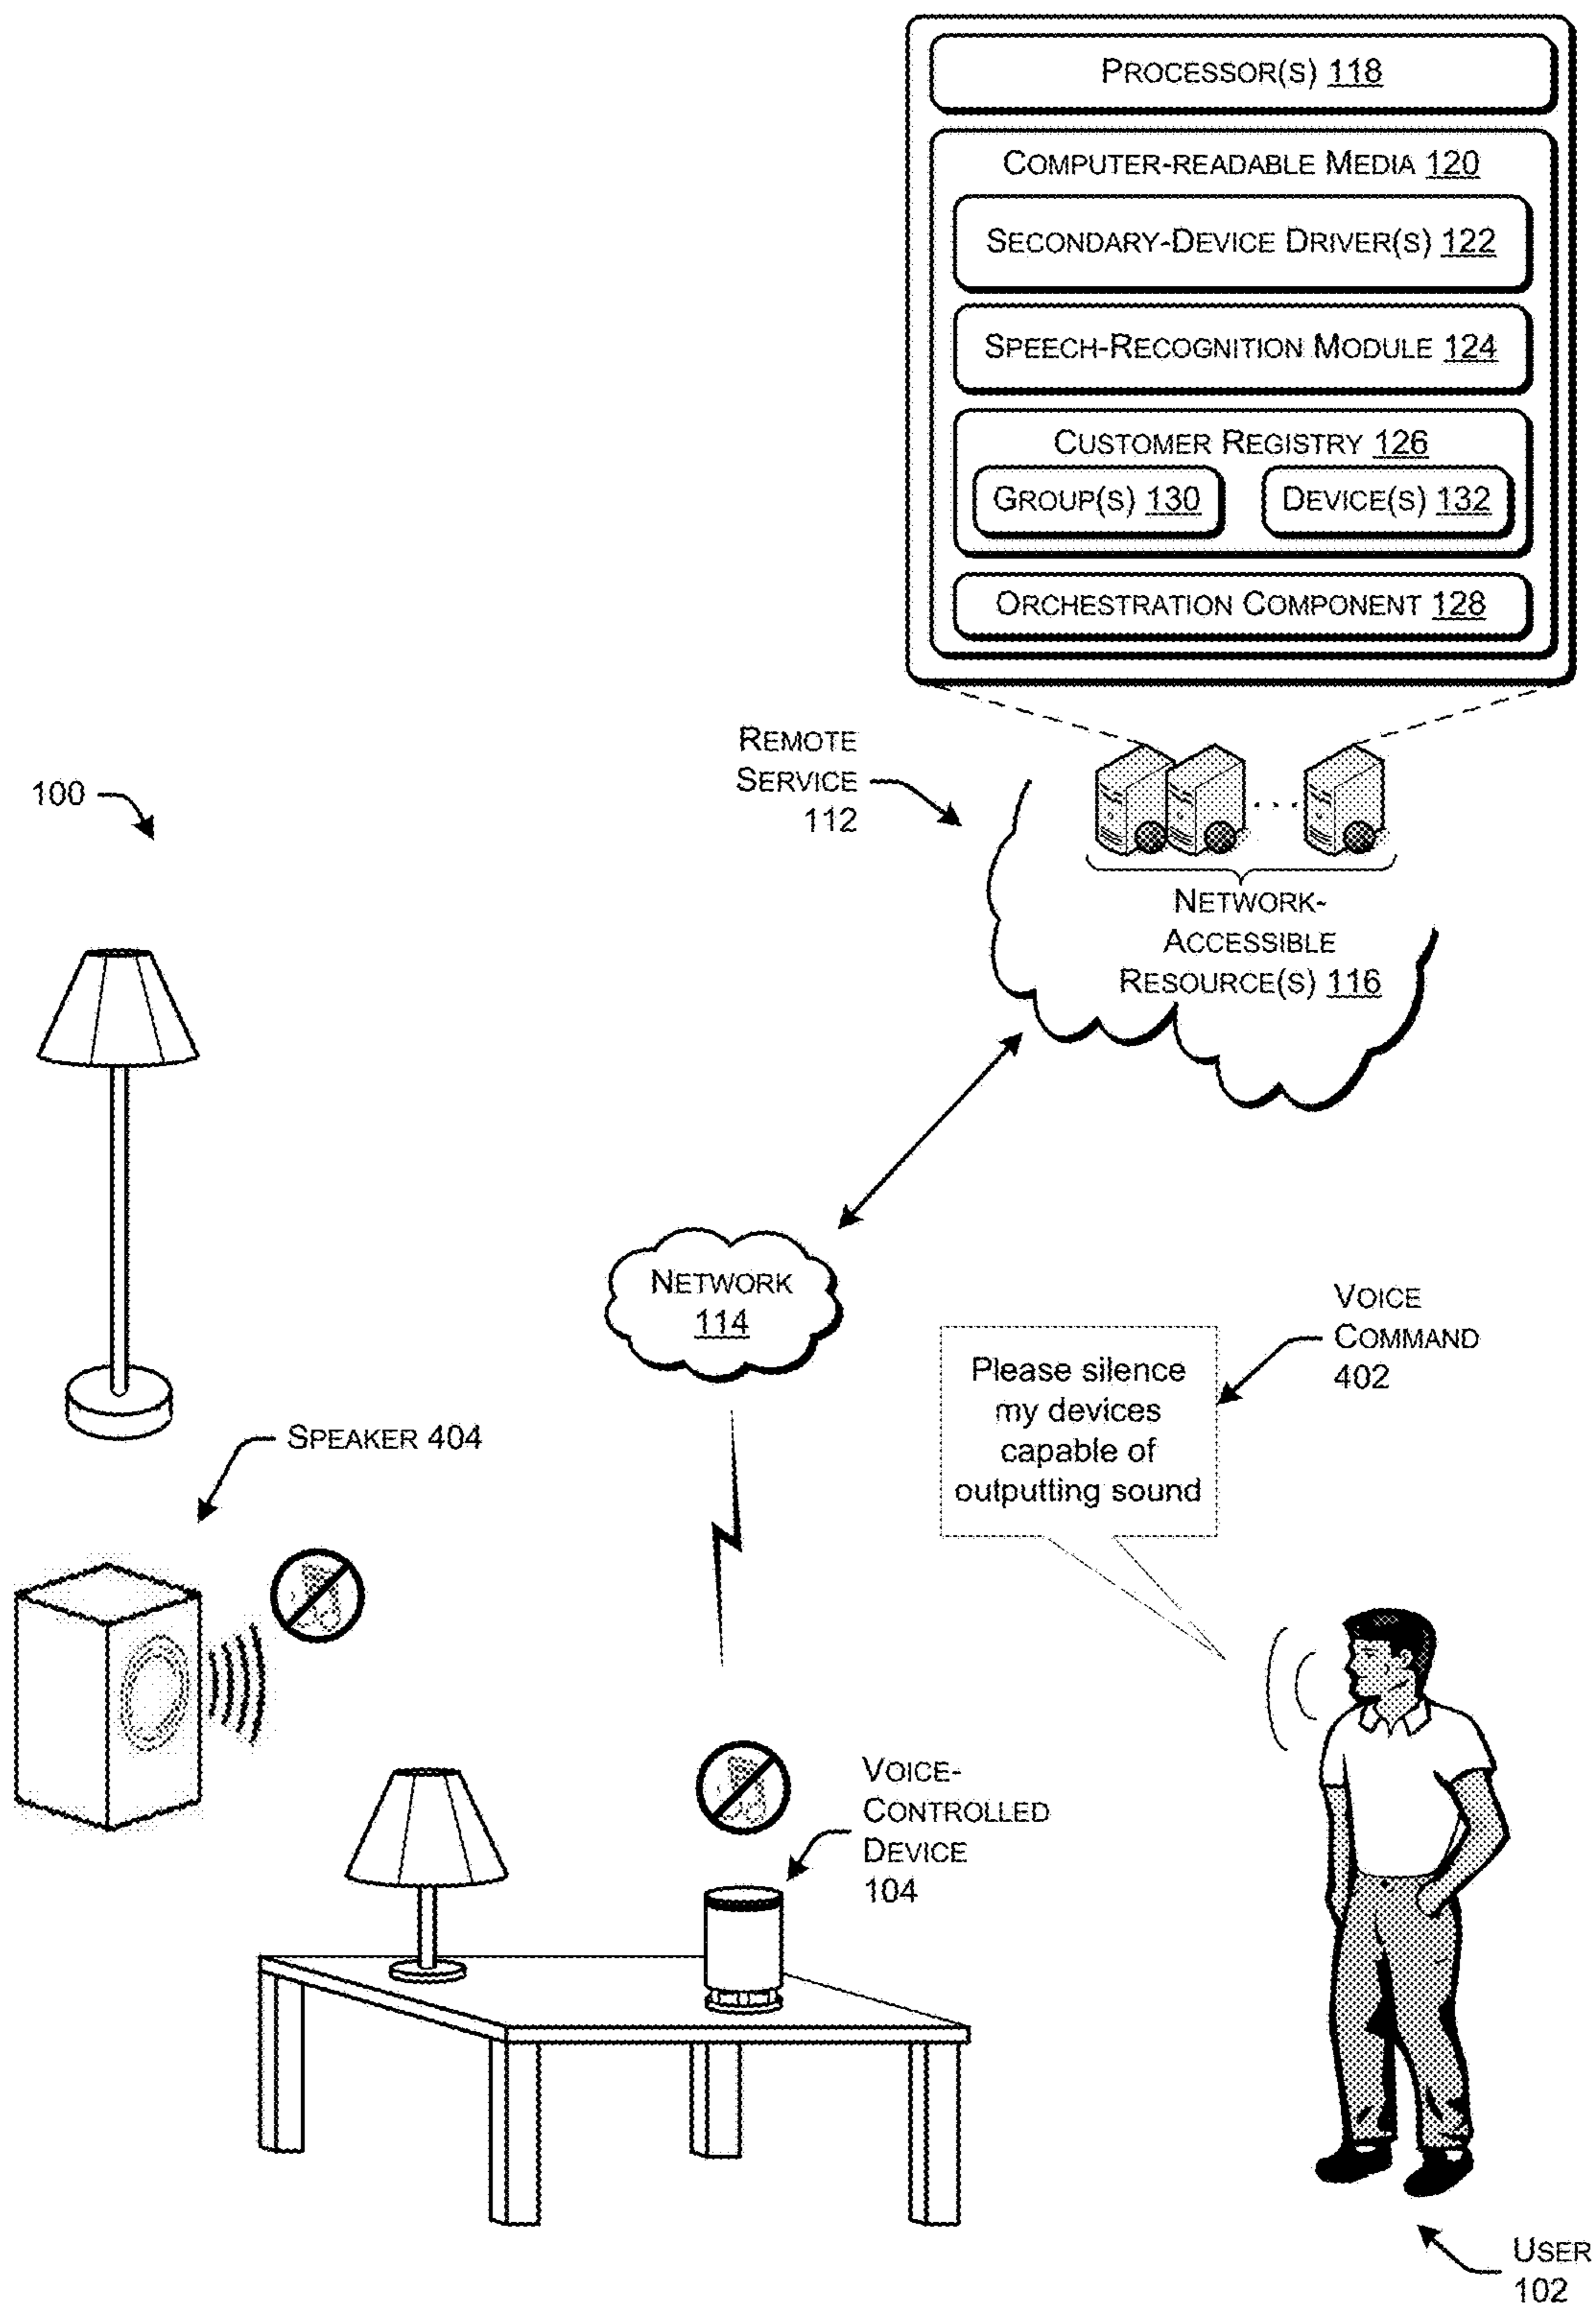 PROCESSOR(S) 118
COMPUTER-READABLE MEDIA 120
SECONDARY-DEVICE DRIVER(S) 122
SPEECH-RECOGNITION MODULE 124
CUSTOMER REGISTRY 126
GROUP(S) 130
DEVICE(S) 132
ORCHESTRATION COMPONENT 128
REMOTE
SERVICE
112
100
NETWORK-
ACCESSIBLE
RESOURCE(S) 116
NETWORK
114
VOICE
COMMAND
402
Please silence
my devices
capable of
outputting sound
SPEAKER 404
VOICE-
CONTROLLED
DEVICE
104
USER
102